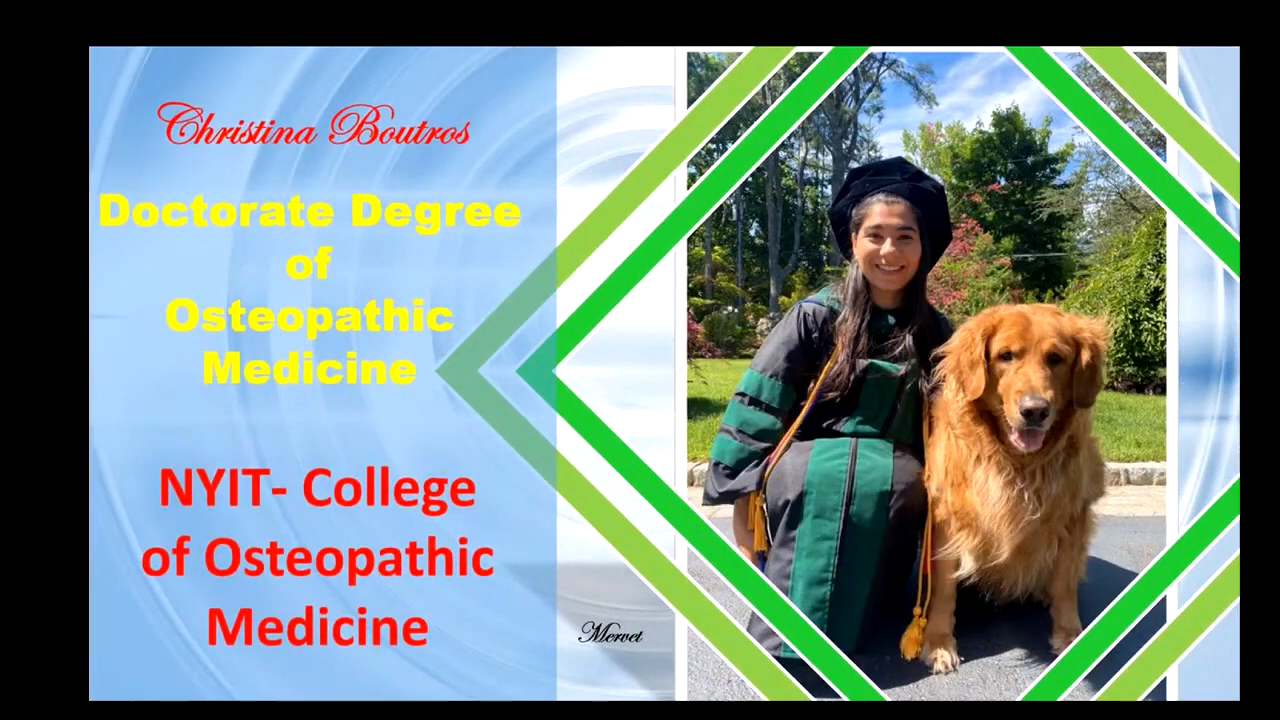 Christina Boutros
Doctorate Degree
of
Osteopathic
Medicine
NYIT- College
of Osteopathic
Medicine
Mervet